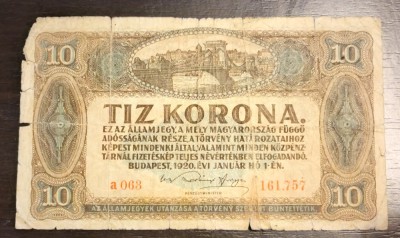 10 10
TIZ KORONA.
EZ AZ ÁLLAMJEGY, A MELY MAGYARORSZÁG FÜGGŐ
ADÓSSÁGÁNAK RÉSZE, A TÖRVÉNY HATÁROZATAIHOZ
KÉPEST MINDENKI ÁLTAL, VALAMINT MINDEN KÖZPÉNZ-
TÁRNÁL FIZETÉSKÉP TELJES NÉVÉRTÉKBEN ELFOGADANDÓ.
BUDAPEST, 1920. ÉVI JANUÁR HÓ 1-ÉN.
a 063 161.757
10 10
AZ ÁLLAMJEGYEK UTÁNZÁSA A TÖRVÉNY SZERINT BÜNTETTETIK